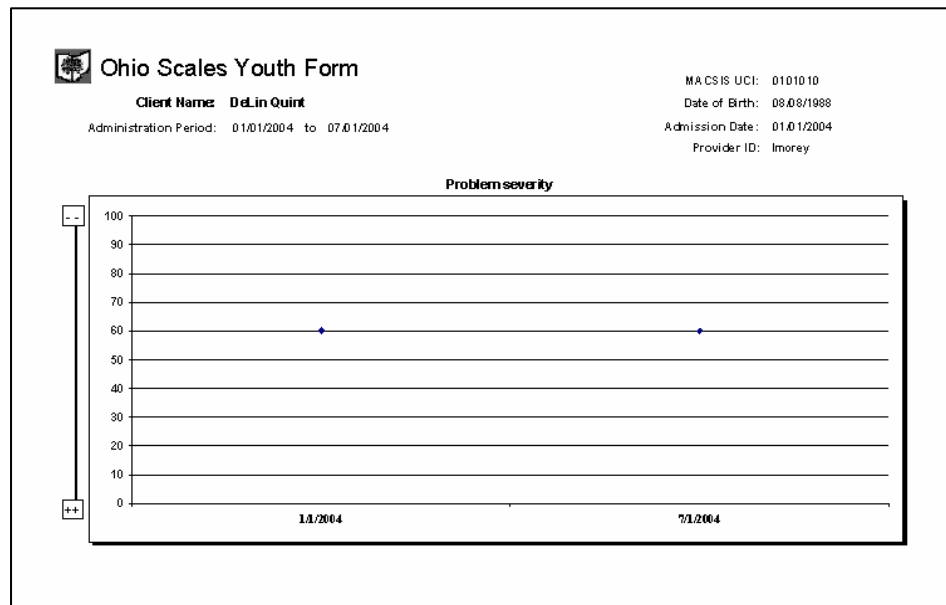 Ohio Scales Youth Form
MACSIS UCI: 0101010
Client Name: DeLin Quint
Date of Birth: 08/08/1988
Administration Period: 01/01/2004 to 07/01/2004
Admission Date: 01/01/2004
Provider ID: lmorey
Problem severity
--
100
90
80
70
60
50
40
30
20
10
0
++
1/1/2004
7/1/2004